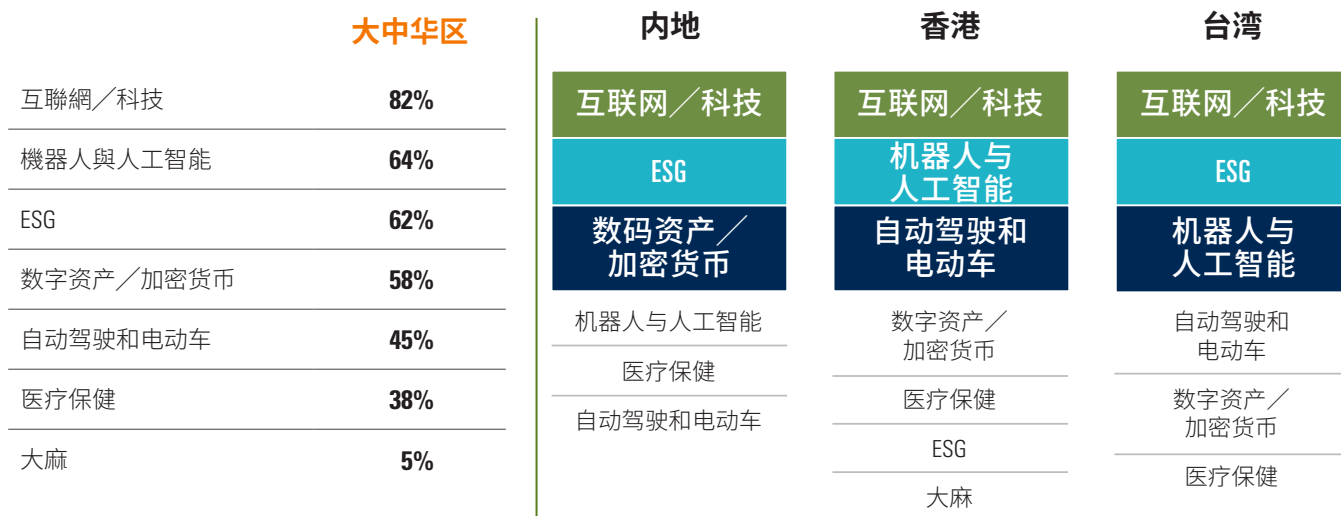 大中华区
互聯網／科技 82%
機器人與人工智能 64%
ESG 62%
数字资产／加密货币 58%
自动驾驶和电动车 45%
医疗保健 38%
大麻 5%
内地
互联网／科技
ESG
数码资产／
加密货币
机器人与人工智能
医疗保健
自动驾驶和电动车
香港
互联网／科技
机器人与
人工智能
自动驾驶和
电动车
数字资产／
加密货币
医疗保健
ESG
大麻
台湾
互联网／科技
ESG
机器人与
人工智能
自动驾驶和
电动车
数字资产／
加密货币
医疗保健